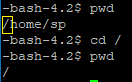 -bash-4.2$ pwd
/home/sp
-bash-4.2$ cd /
-bash-4.2$ pwd
/